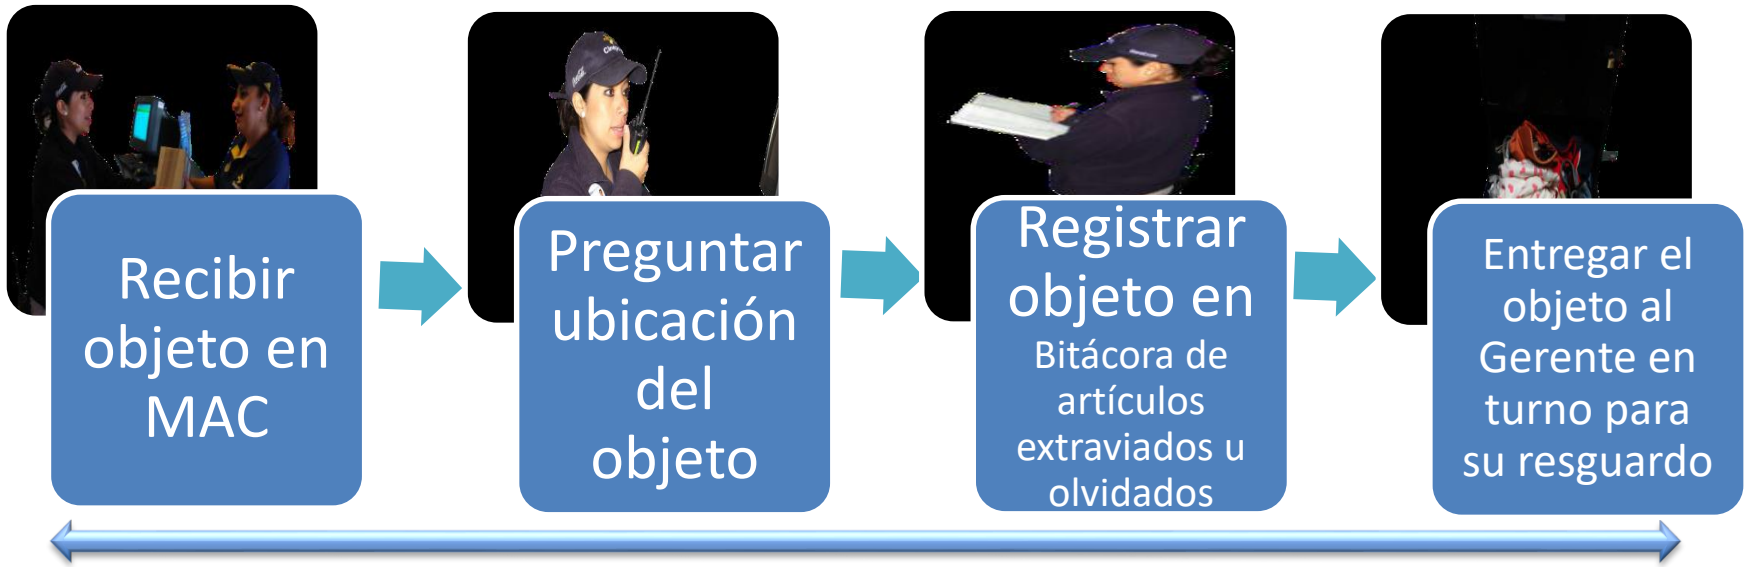 Recibir
objeto en
MAC
Preguntar
ubicación
del
objeto
Registrar
objeto en
Bitácora de
artículos
extraviados u
olvidados
Entregar el
objeto al
Gerente en
turno para
su resguardo